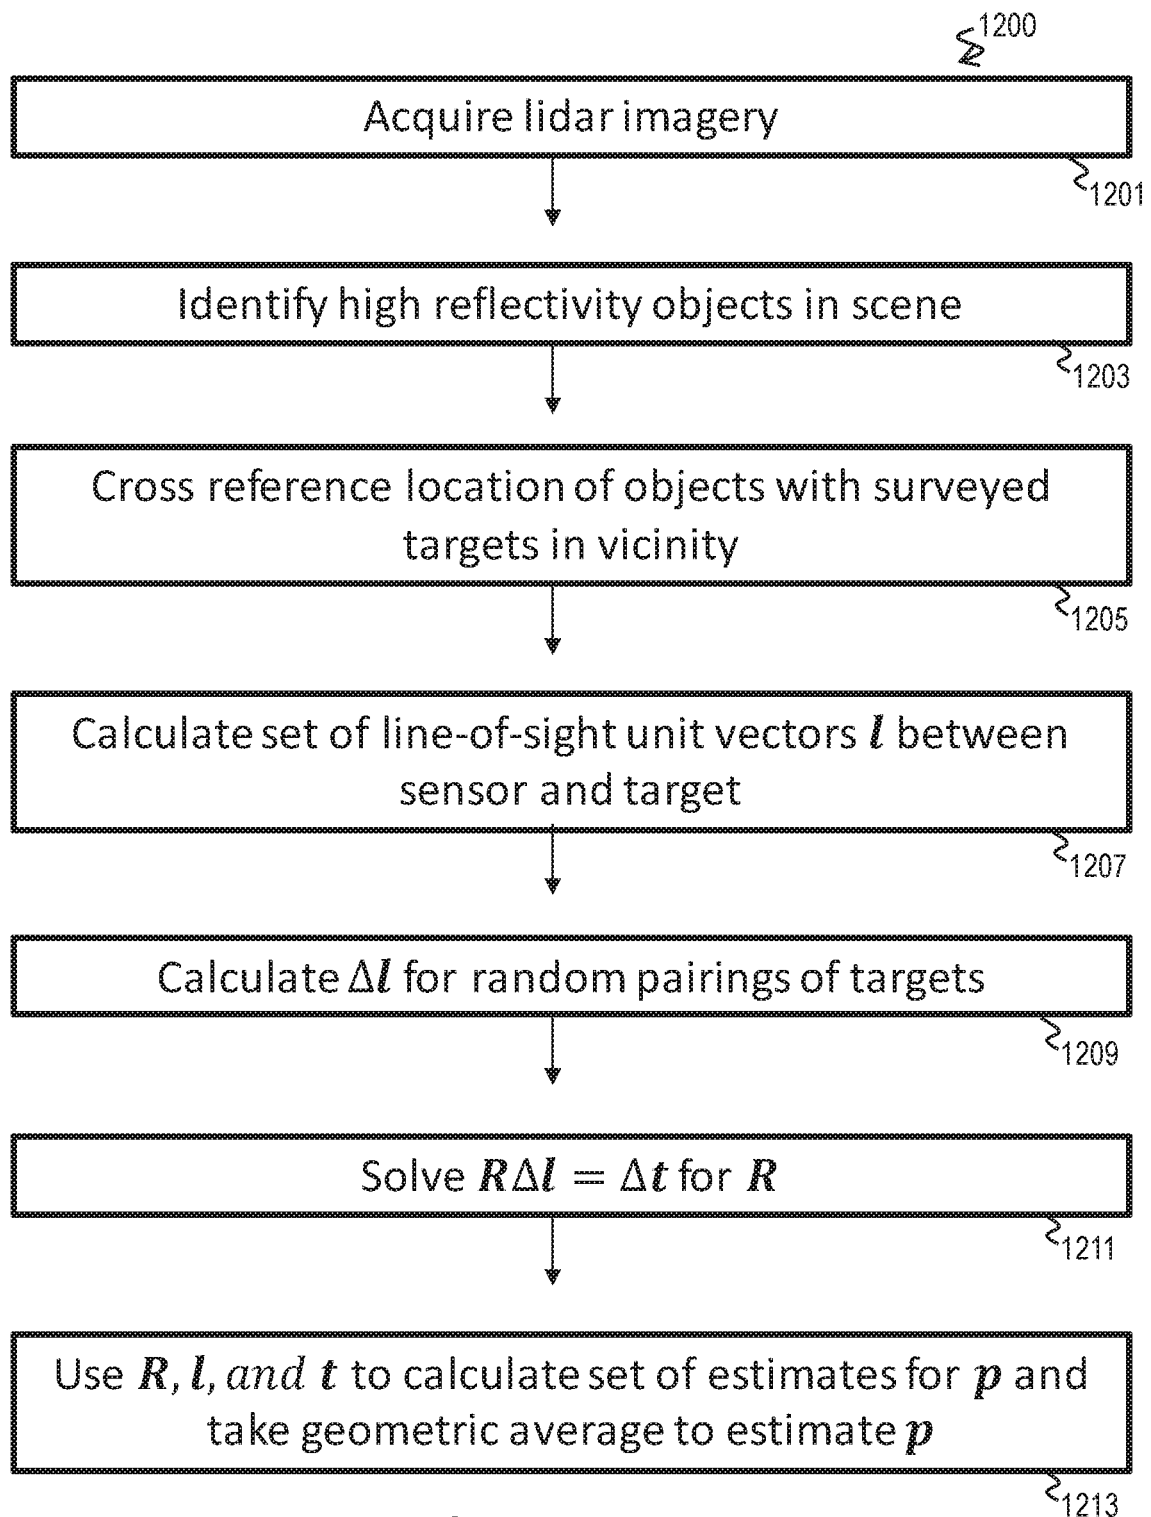 1200
Acquire lidar imagery
1201
Identify high reflectivity objects in scene
1203
Cross reference location of objects with surveyed
targets in vicinity
1205
Calculate set of line-of-sight unit vectors l between
sensor and target
1207
Calculate Δl for random pairings of targets
1209
Solve RΔl = Δt for R
1211
Use R, l, and t to calculate set of estimates for p and
take geometric average to estimate p
1213